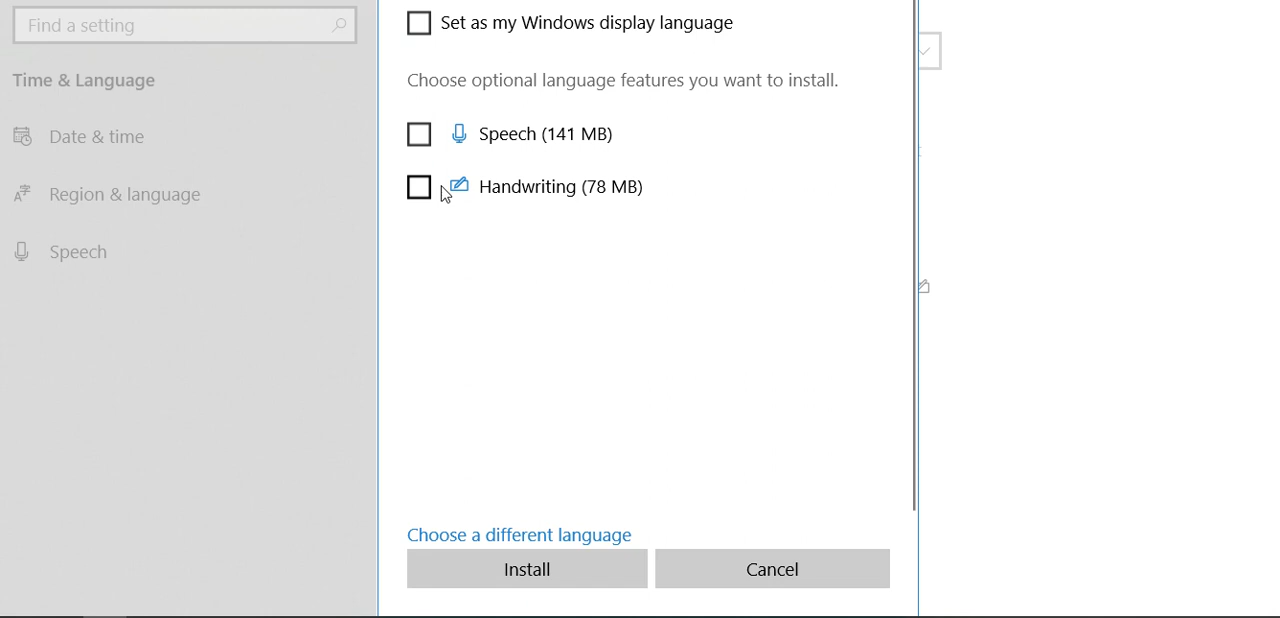 Find a setting
Set as my Windows display language
Time & Language
Choose optional language features you want to install.
Date & time
Speech (141 MB)
Region & language
Handwriting (78 MB)
Speech
Choose a different language
Install
Cancel